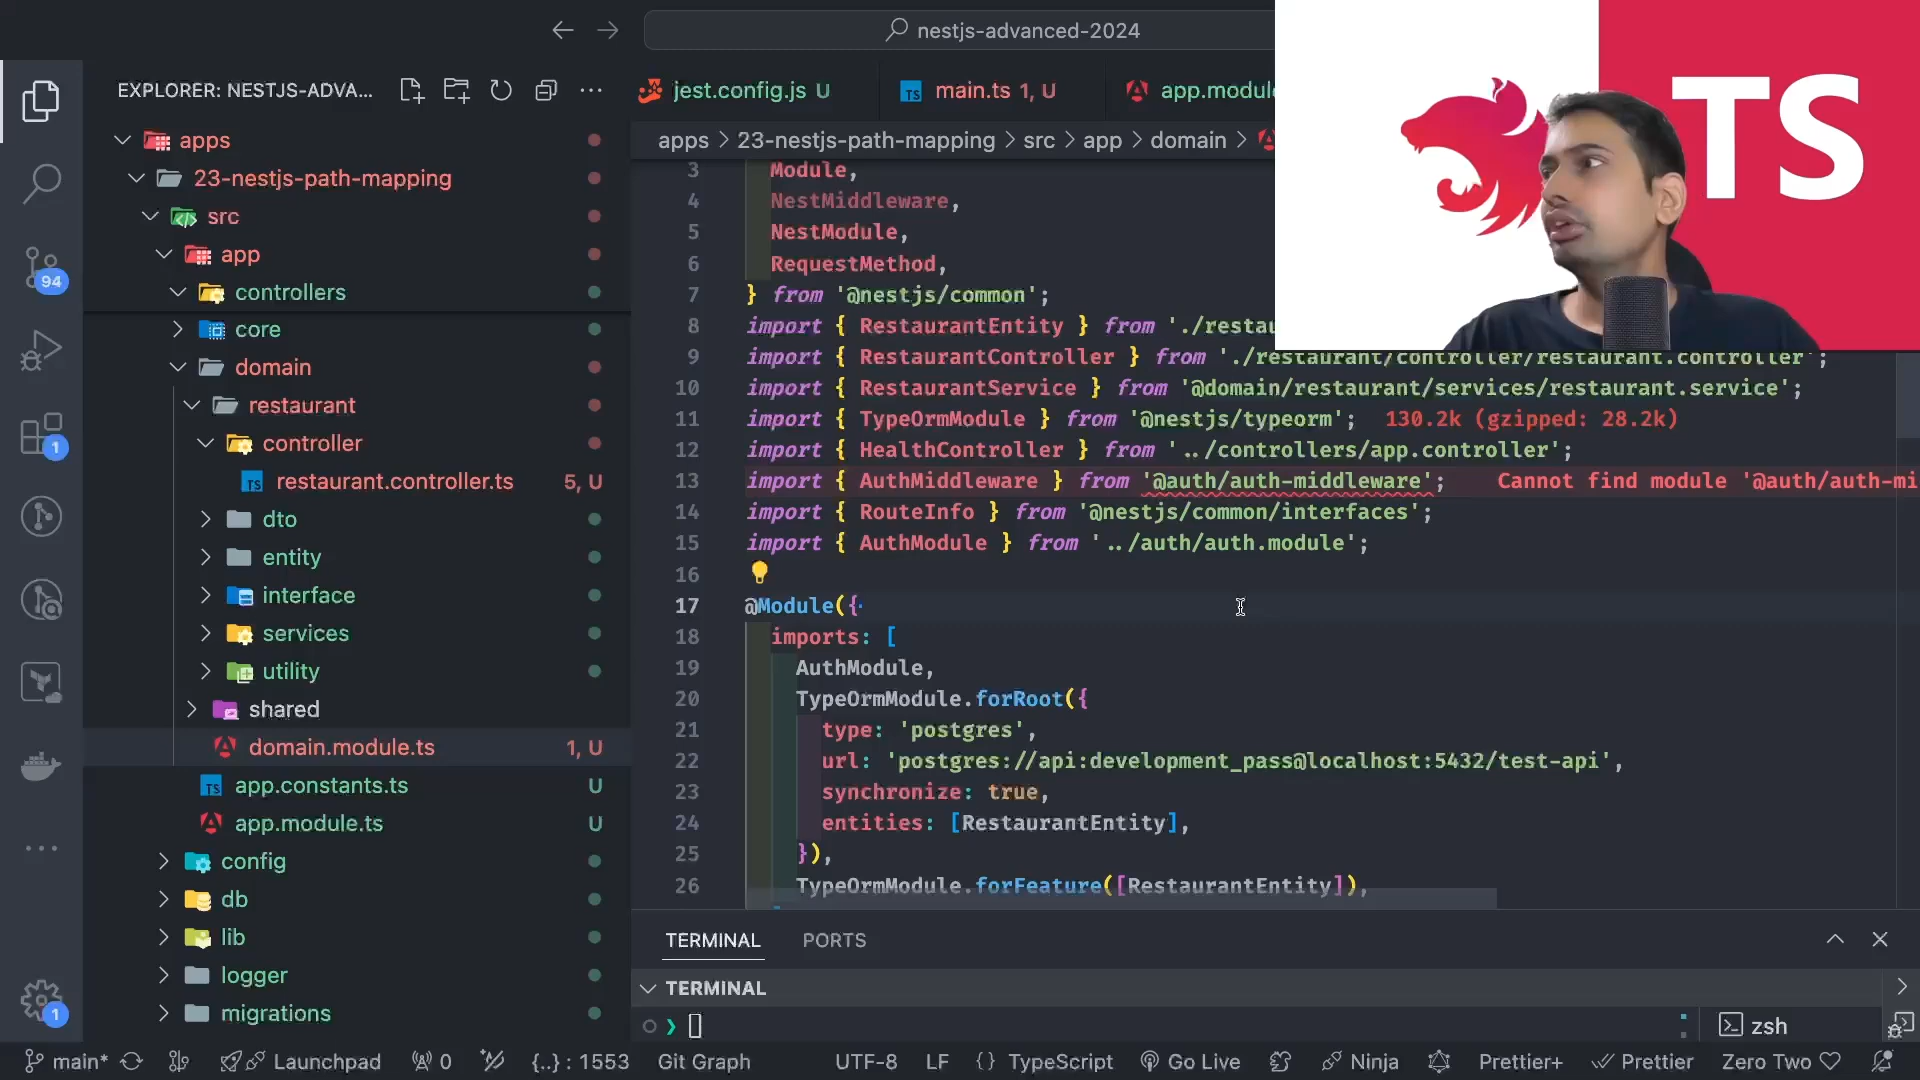 nestjs-advanced-2024
TS
EXPLORER: NESTJS-ADVA...
apps
23-nestjs-path-mapping
src
app
controllers
core
domain
restaurant
controller
restaurant.controller.ts 5, U
dto
entity
interface
services
utility
shared
domain.module.ts 1, U
app.constants.ts U
app.module.ts U
config
db
lib
logger
migrations
94
1
1
jest.config.js U
main.ts 1, U
app.module
apps > 23-nestjs-path-mapping > src > app > domain >
3 Module,
4 NestMiddleware,
5 NestModule,
6 RequestMethod,
7 } from '@nestjs/common';
8 import { RestaurantEntity } from './restau
9 import { RestaurantController } from './restaurant/controller/restaurant.controller';
10 import { RestaurantService } from '@domain/restaurant/services/restaurant.service';
11 import { TypeOrmModule } from '@nestjs/typeorm'; 130.2k (gzipped: 28.2k)
12 import { HealthController } from '../controllers/app.controller';
13 import { AuthMiddleware } from '@auth/auth-middleware'; Cannot find module '@auth/auth-mi
14 import { RouteInfo } from '@nestjs/common/interfaces';
15 import { AuthModule } from '../auth/auth.module';
16
17 @Module({
18 imports: [
19 AuthModule,
20 TypeOrmModule.forRoot({
21 type: 'postgres',
22 url: 'postgres://api:development_pass@localhost:5432/test-api',
23 synchronize: true,
24 entities: [RestaurantEntity],
25 }),
26 TypeOrmModule.forFeature([RestaurantEntity]),
TERMINAL PORTS
TERMINAL
zsh
main* Launchpad 0 {..} : 1553 Git Graph UTF-8 LF {} TypeScript Go Live Ninja Prettier+ Prettier Zero Two